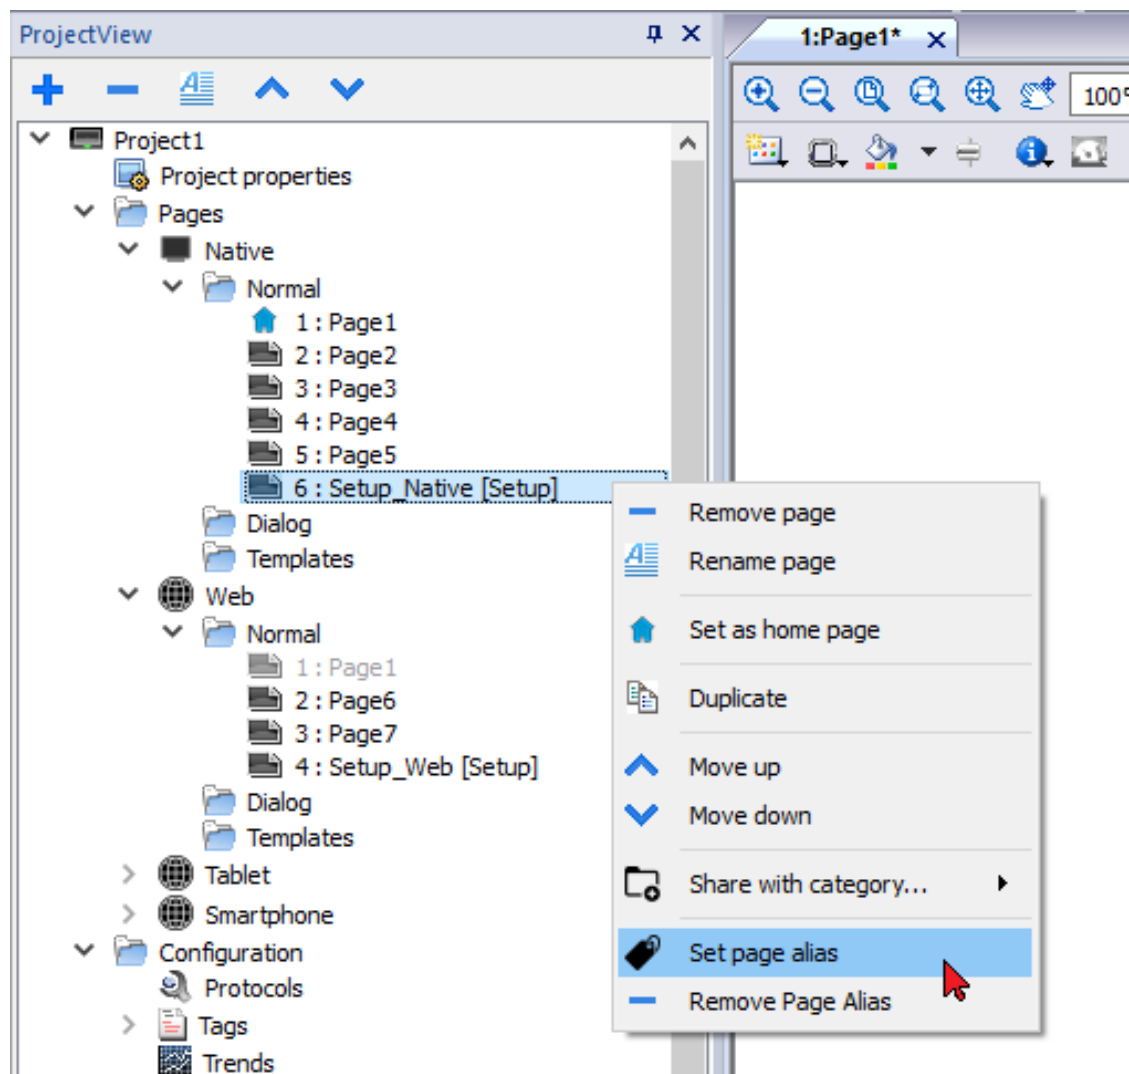 ProjectView
1:Page1*
100%
Project1
Project properties
Pages
Native
Normal
1 : Page1
2 : Page2
3 : Page3
4 : Page4
5 : Page5
6 : Setup_Native [Setup]
Dialog
Templates
Web
Normal
1 : Page1
2 : Page6
3 : Page7
4 : Setup_Web [Setup]
Dialog
Templates
Tablet
Smartphone
Configuration
Protocols
Tags
Trends
Remove page
Rename page
Set as home page
Duplicate
Move up
Move down
Share with category...
Set page alias
Remove Page Alias